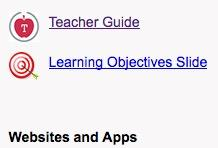 T
Teacher Guide
Learning Objectives Slide
Websites and Apps